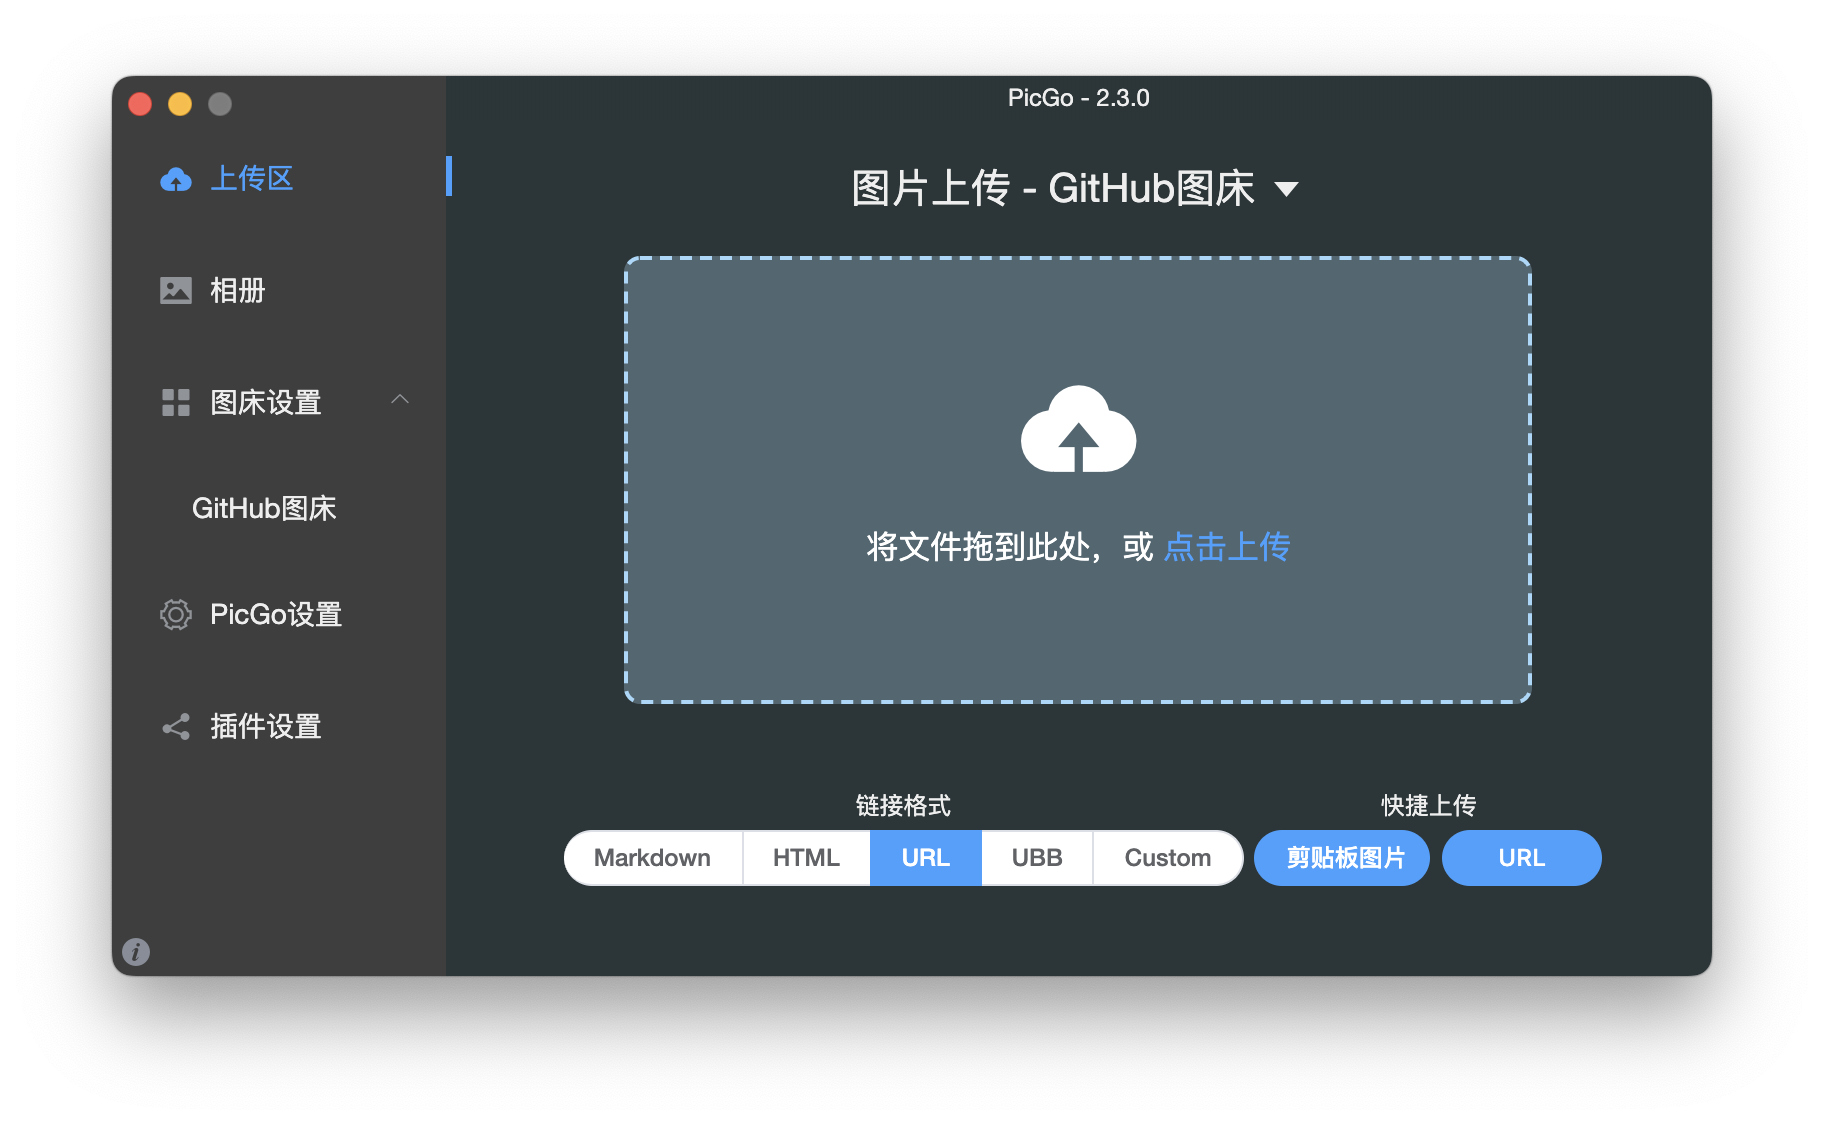 PicGo - 2.3.0
上传区
相册
图床设置
GitHub图床
PicGo设置
插件设置
图片上传 - GitHub图床
将文件拖到此处，或 点击上传
链接格式
Markdown HTML URL UBB Custom
快捷上传
剪贴板图片 URL
i